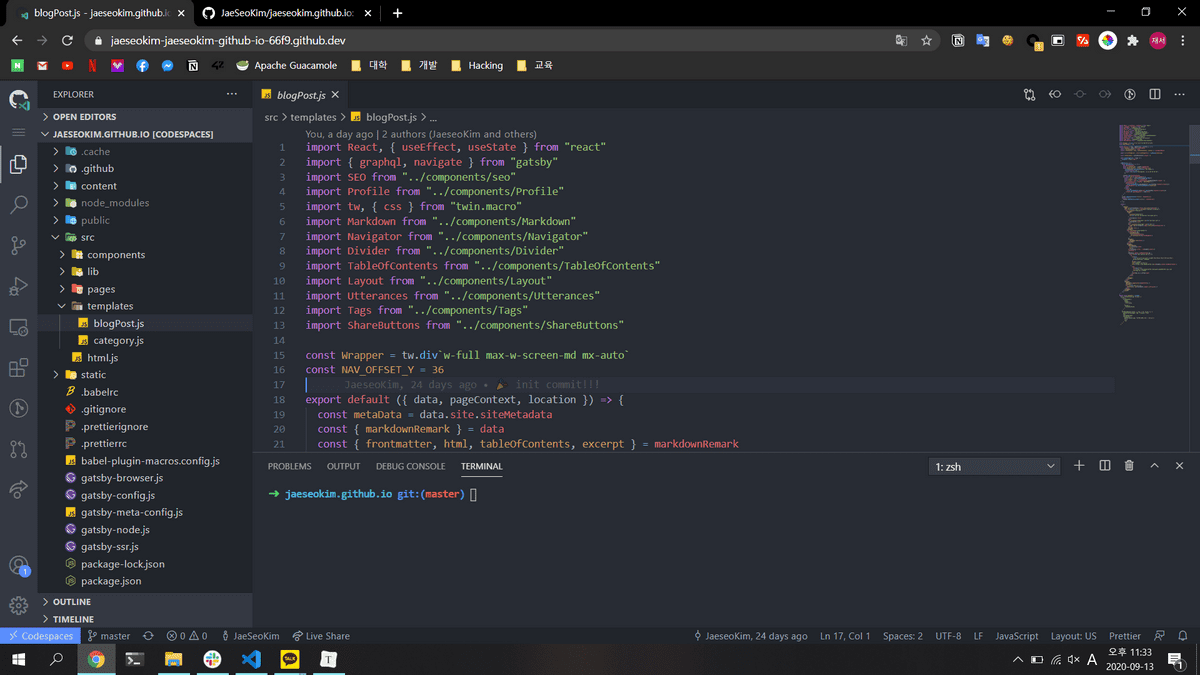 blogPost.js - jaeseokim.github.i
JaeSeoKim/jaeseokim.github.io:
jaeseokim-jaeseokim-github-io-66f9.github.dev
재서
Apache Guacamole
대학
개발
Hacking
교육
EXPLORER
OPEN EDITORS
JAESEOKIM.GITHUB.IO [CODESPACES]
.cache
.github
content
node_modules
public
src
components
lib
pages
templates
blogPost.js
category.js
html.js
static
.babelrc
.gitignore
.prettierignore
.prettierrc
babel-plugin-macros.config.js
gatsby-browser.js
gatsby-config.js
gatsby-meta-config.js
gatsby-node.js
gatsby-ssr.js
package-lock.json
package.json
OUTLINE
TIMELINE
blogPost.js
src > templates > blogPost.js > ...
You, a day ago | 2 authors (JaeseoKim and others)
1 import React, { useEffect, useState } from "react"
2 import { graphql, navigate } from "gatsby"
3 import SEO from "../components/seo"
4 import Profile from "../components/Profile"
5 import tw, { css } from "twin.macro"
6 import Markdown from "../components/Markdown"
7 import Navigator from "../components/Navigator"
8 import Divider from "../components/Divider"
9 import TableOfContents from "../components/TableOfContents"
10 import Layout from "../components/Layout"
11 import Utterances from "../components/Utterances"
12 import Tags from "../components/Tags"
13 import ShareButtons from "../components/ShareButtons"
14
15 const Wrapper = tw.div`w-full max-w-screen-md mx-auto`
16 const NAV_OFFSET_Y = 36
17 JaeseoKim, 24 days ago • 🎉 init commit!!!
18 export default ({ data, pageContext, location }) => {
19 const metaData = data.site.siteMetadata
20 const { markdownRemark } = data
21 const { frontmatter, html, tableOfContents, excerpt } = markdownRemark
PROBLEMS OUTPUT DEBUG CONSOLE TERMINAL
1: zsh
➜ jaeseokim.github.io git:(master)
1
Codespaces master 0 0 JaeSeoKim Live Share
JaeseoKim, 24 days ago Ln 17, Col 1 Spaces: 2 UTF-8 LF JavaScript Layout: US Prettier
A
오후 11:33
2020-09-13
1